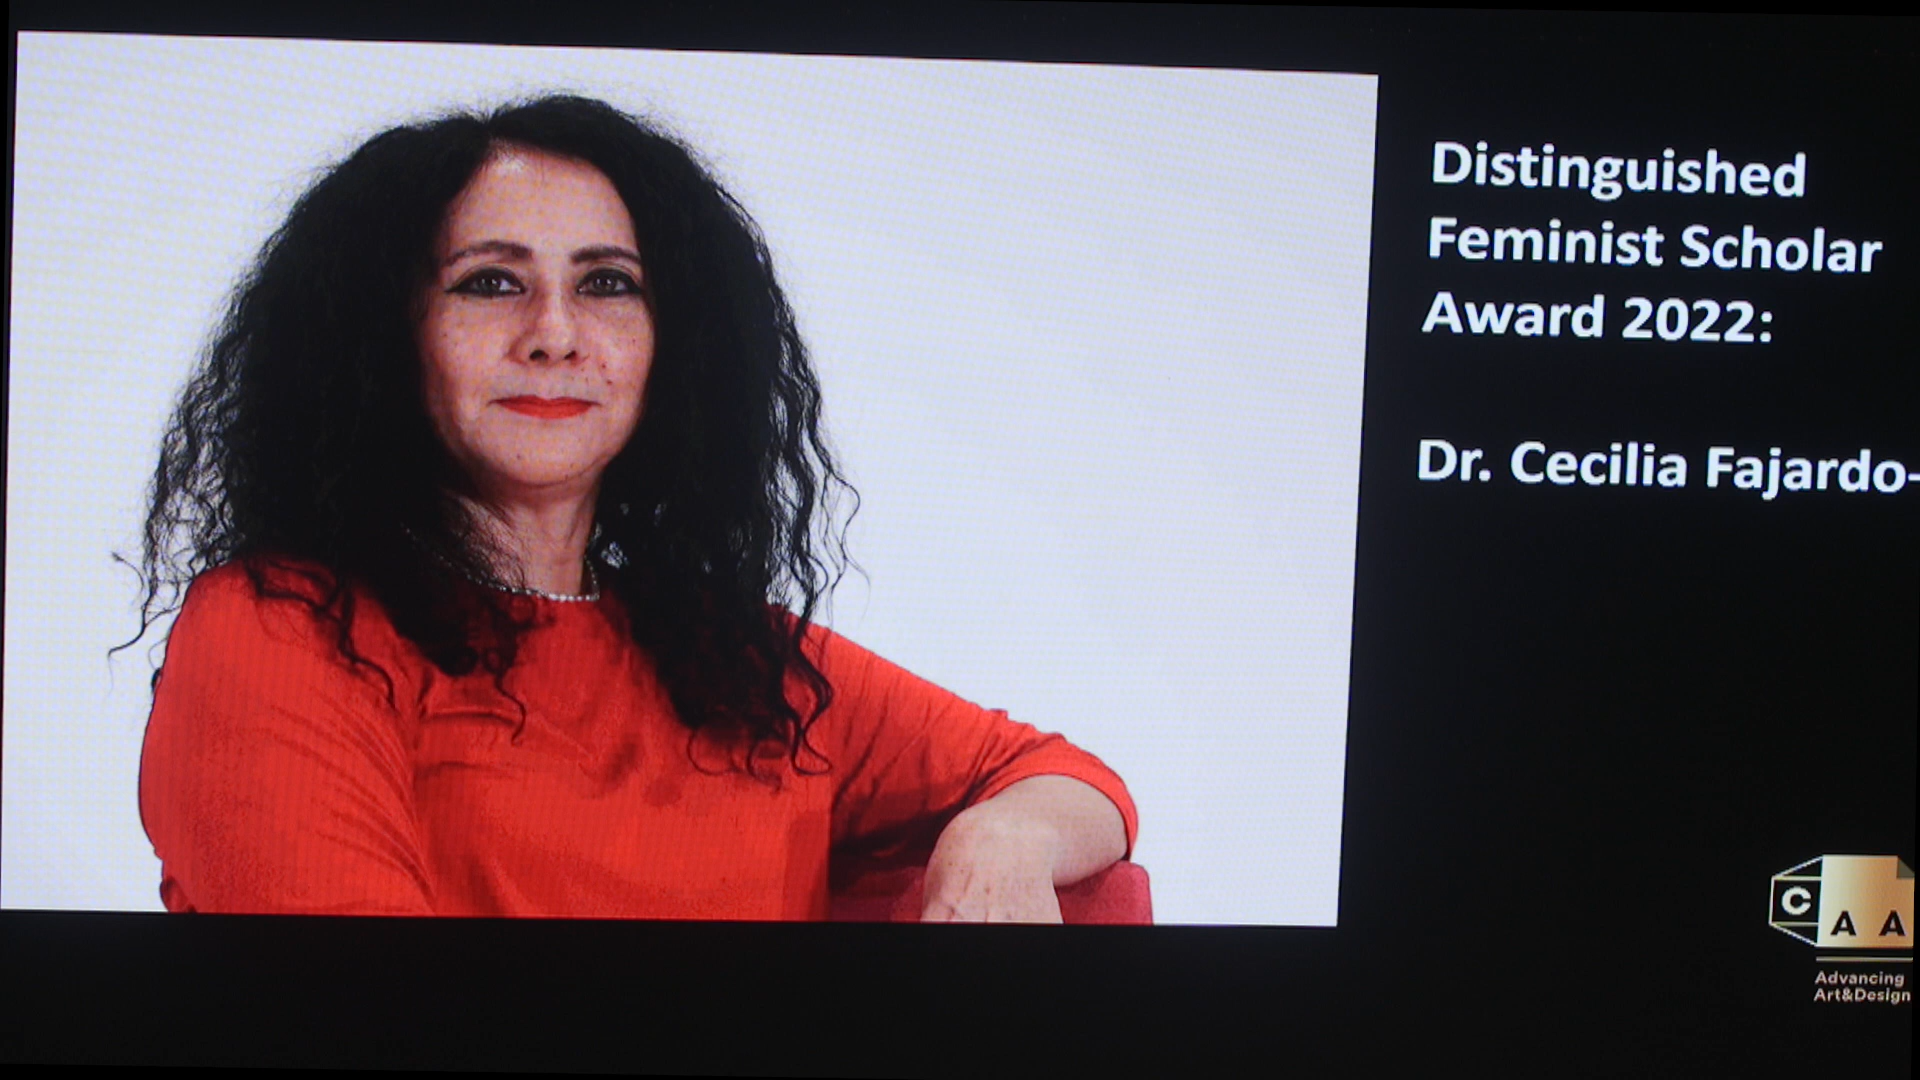 Distinguished
Feminist Scholar
Award 2022:
Dr. Cecilia Fajardo-
C
A A
Advancing
Art&Design